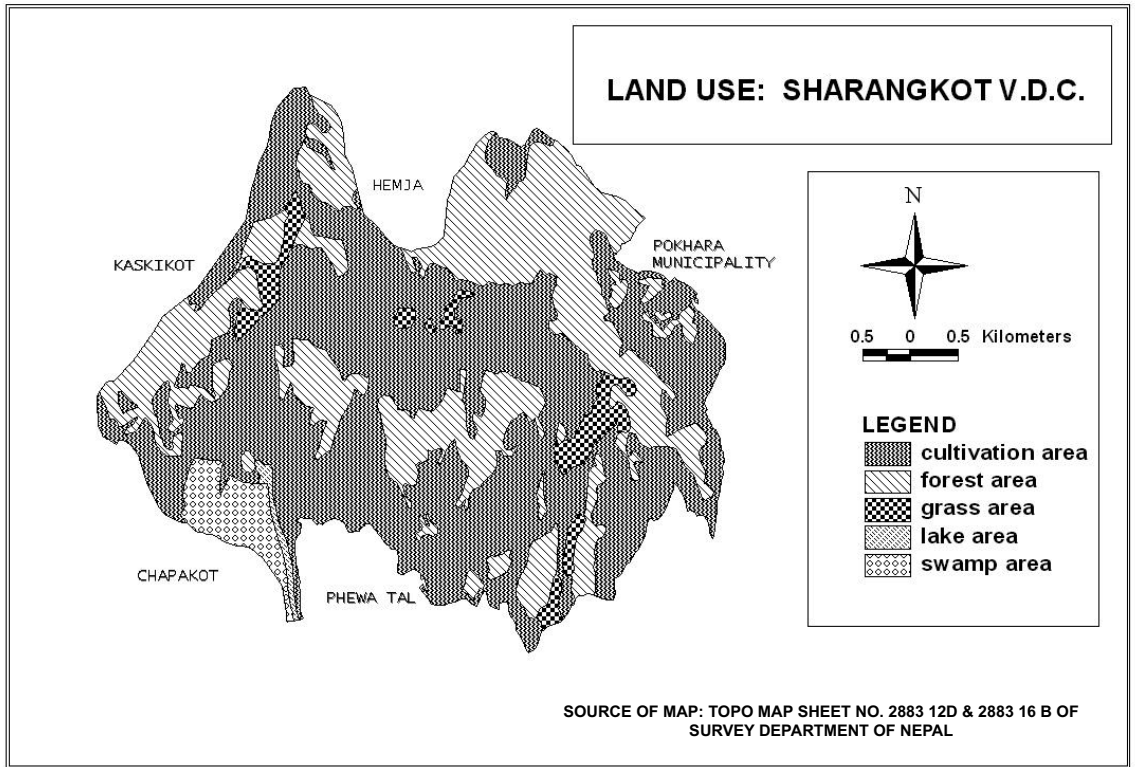 LAND USE: SHARANGKOT V.D.C.
HEMJA
KASKIKOT
POKHARA
MUNICIPALITY
N
0.5 0 0.5 Kilometers
LEGEND
cultivation area
forest area
grass area
lake area
swamp area
CHAPAKOT
PHEWA TAL
SOURCE OF MAP: TOPO MAP SHEET NO. 2883 12D & 2883 16 B OF
SURVEY DEPARTMENT OF NEPAL